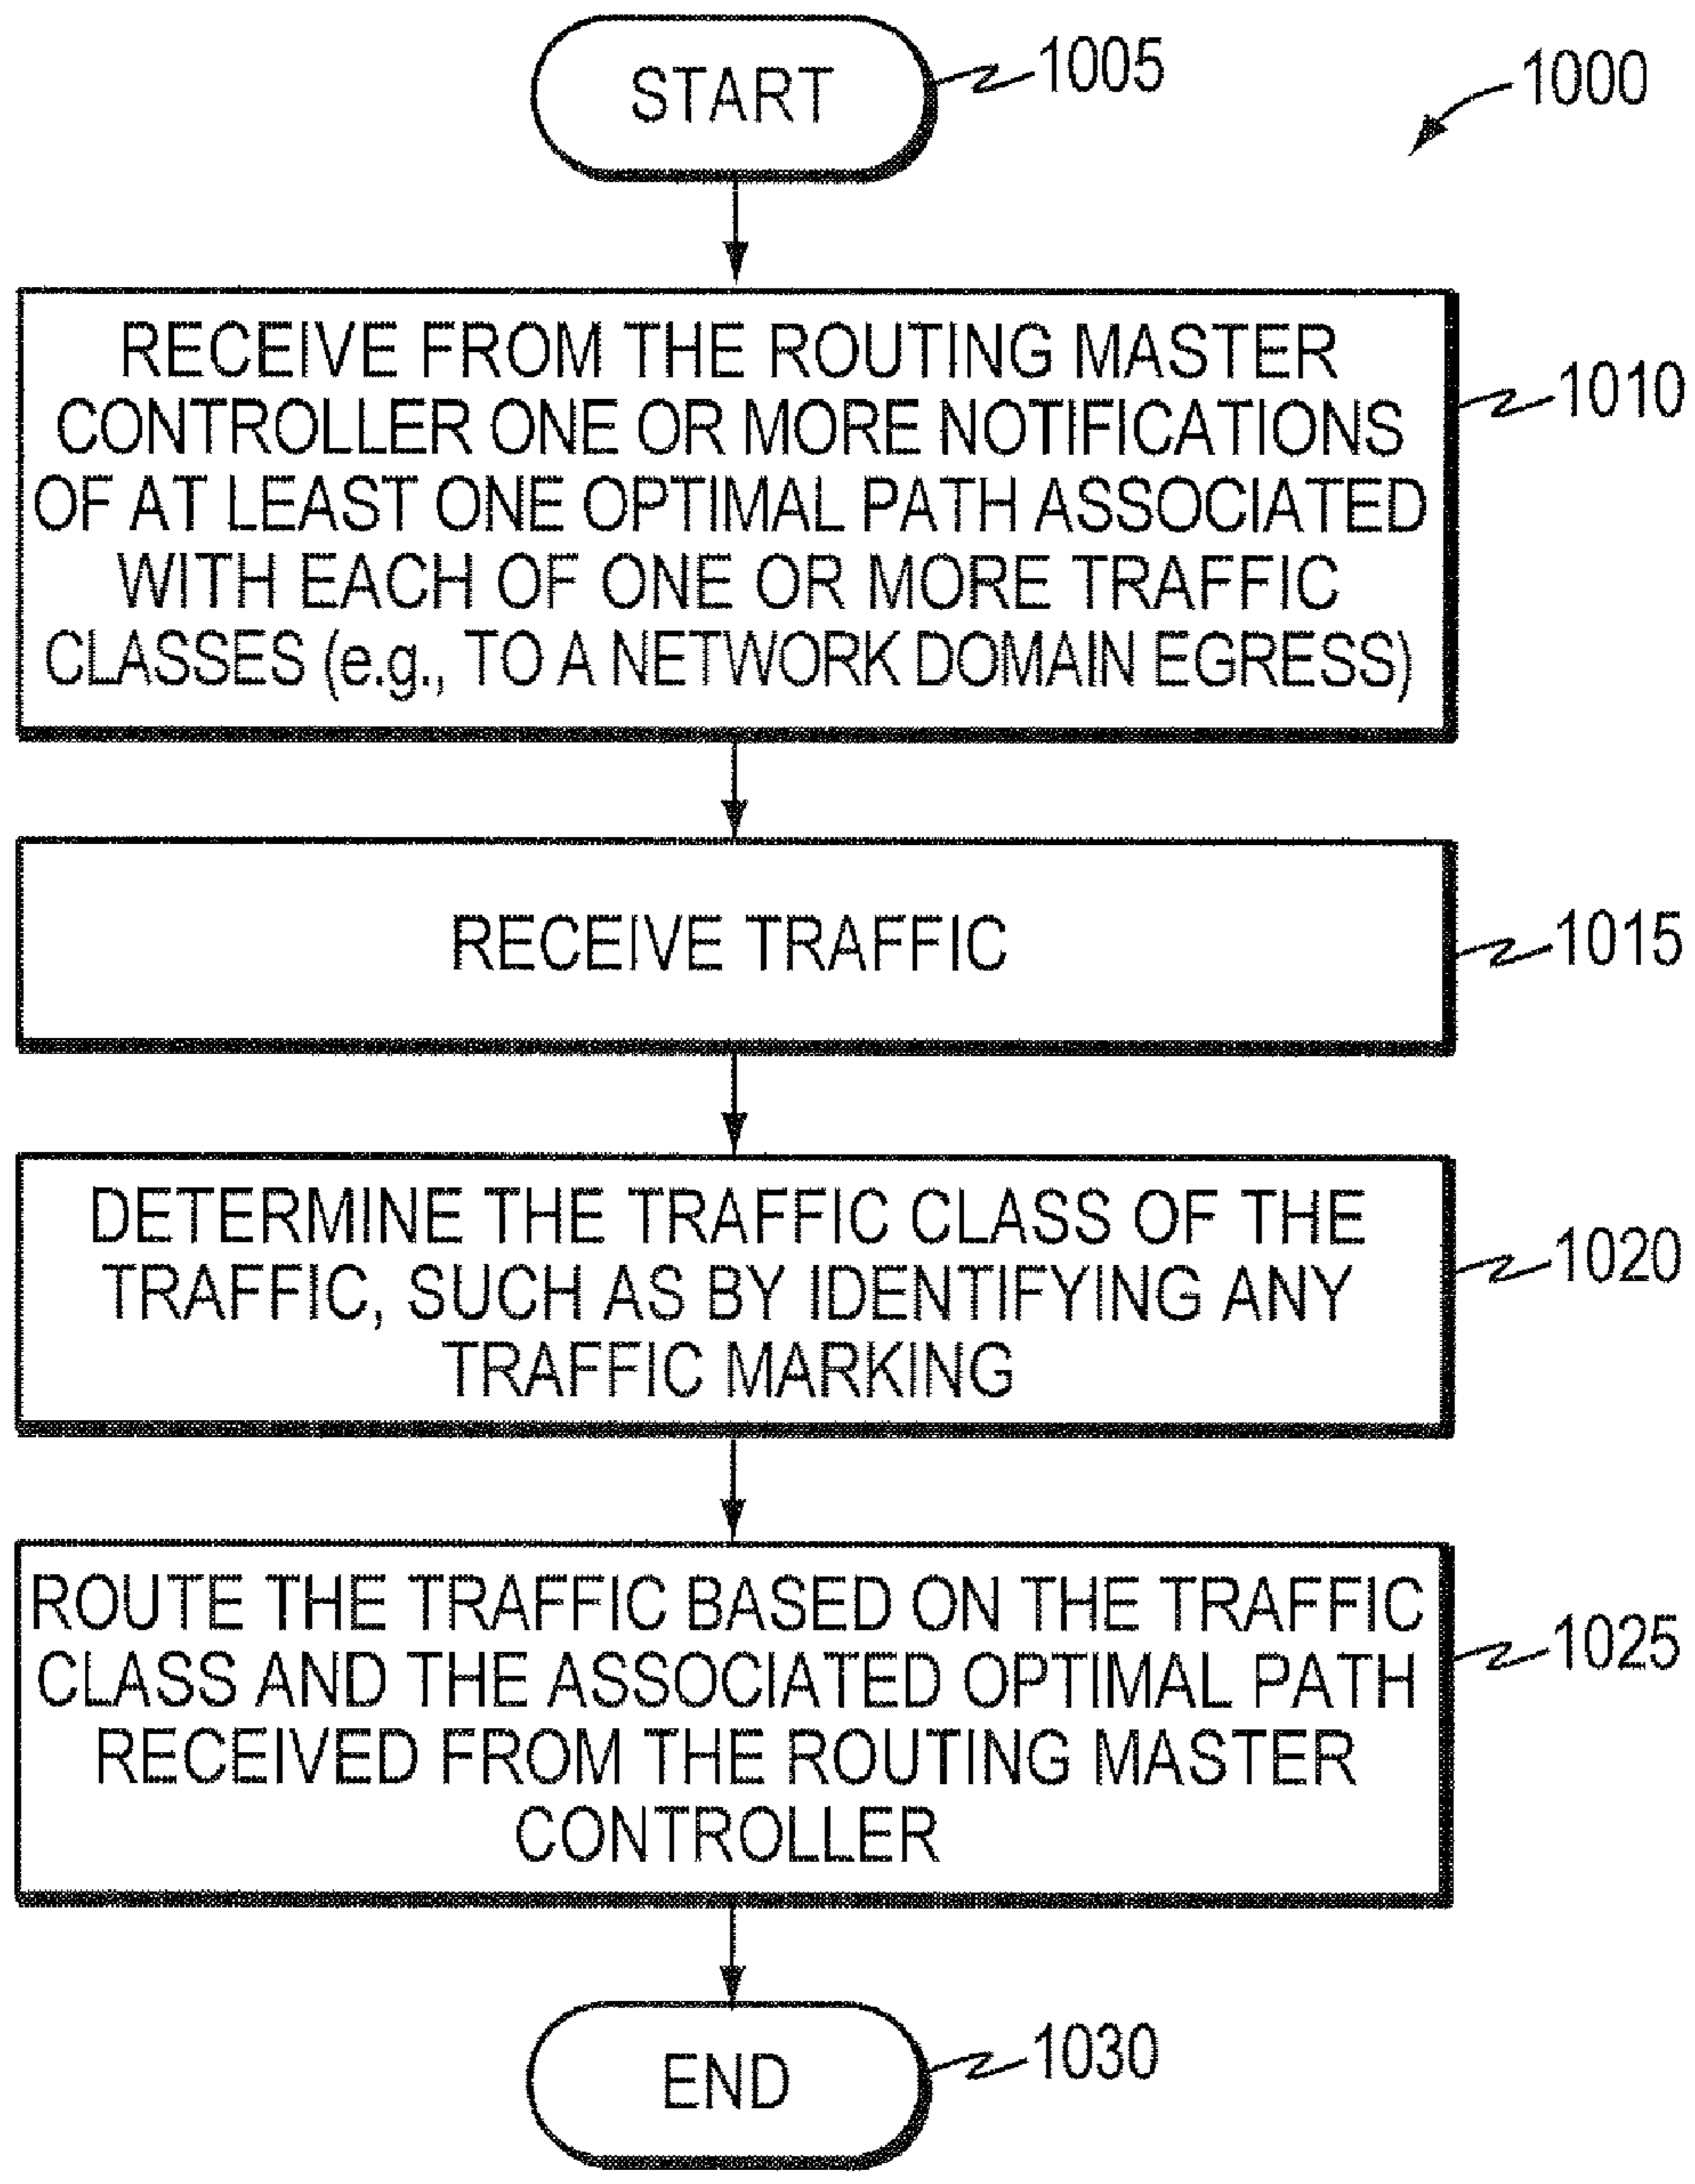 START
1005
1000
RECEIVE FROM THE ROUTING MASTER
CONTROLLER ONE OR MORE NOTIFICATIONS
OF AT LEAST ONE OPTIMAL PATH ASSOCIATED
WITH EACH OF ONE OR MORE TRAFFIC
CLASSES (e.g., TO A NETWORK DOMAIN EGRESS)
1010
RECEIVE TRAFFIC
1015
DETERMINE THE TRAFFIC CLASS OF THE
TRAFFIC, SUCH AS BY IDENTIFYING ANY
TRAFFIC MARKING
1020
ROUTE THE TRAFFIC BASED ON THE TRAFFIC
CLASS AND THE ASSOCIATED OPTIMAL PATH
RECEIVED FROM THE ROUTING MASTER
CONTROLLER
1025
END
1030